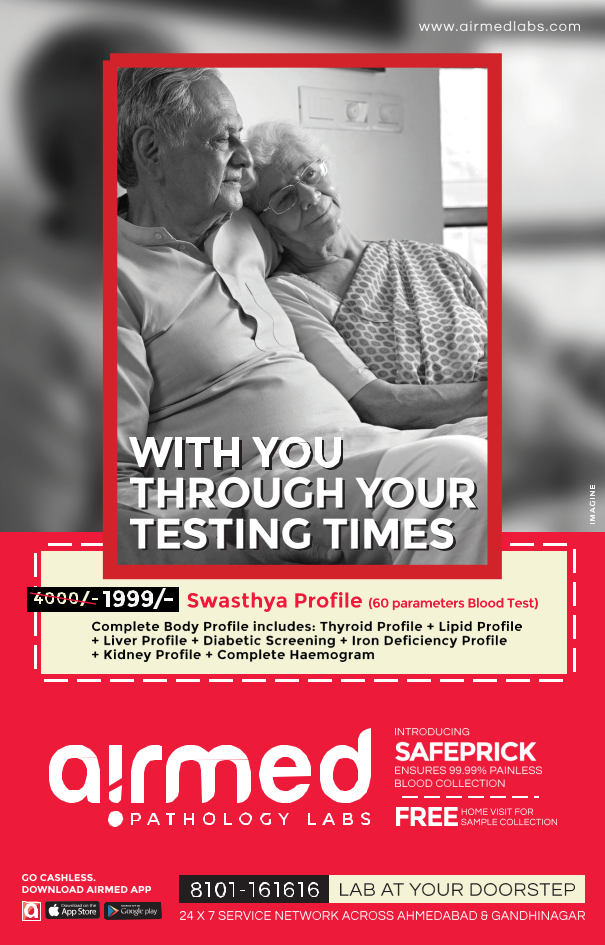 www.airmedlabs.com
WITH YOU
THROUGH YOUR
TESTING TIMES
IMAGINE
4000/- 1999/- Swasthya Profile (60 parameters Blood Test)
Complete Body Profile includes: Thyroid Profile + Lipid Profile
+ Liver Profile + Diabetic Screening + Iron Deficiency Profile
+ Kidney Profile + Complete Haemogram
airmed
PATHOLOGY LABS
INTRODUCING
SAFEPRICK
ENSURES 99.99% PAINLESS
BLOOD COLLECTION
FREE HOME VISIT FOR
SAMPLE COLLECTION
GO CASHLESS.
DOWNLOAD AIRMED APP
a
Download on the
App Store
Google play
8101-161616 LAB AT YOUR DOORSTEP
24 X 7 SERVICE NETWORK ACROSS AHMEDABAD & GANDHINAGAR